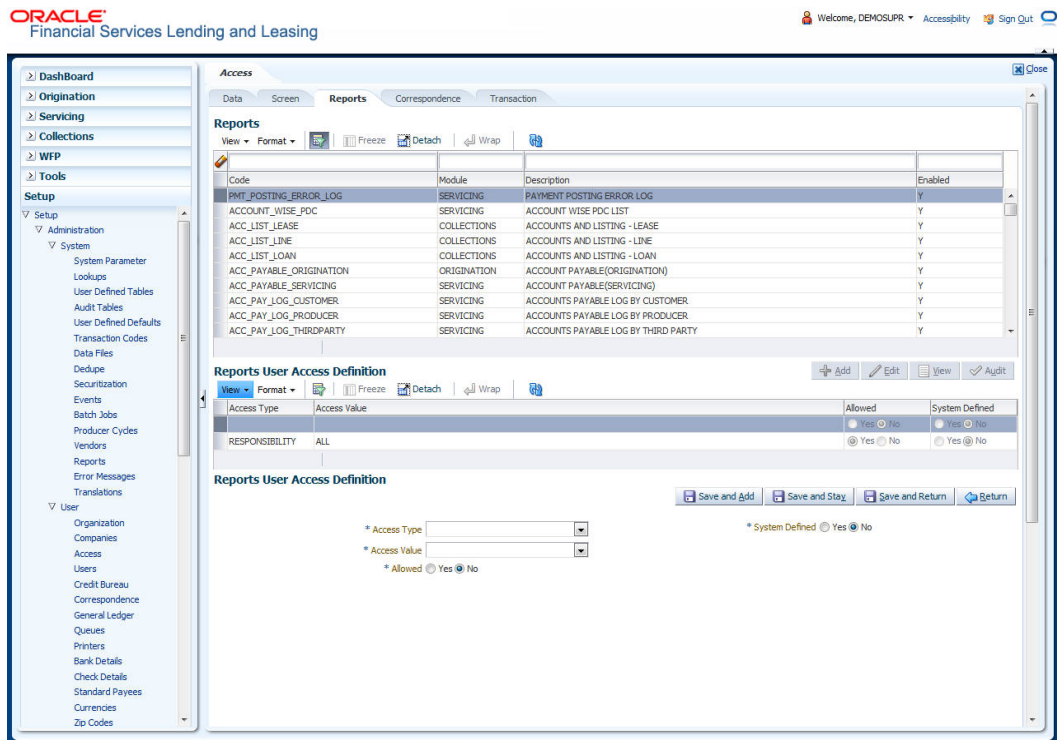 ORACLE
Financial Services Lending and Leasing
Welcome, DEMOSUPR Accessibility Sign Out
DashBoard
Origination
Servicing
Collections
WFP
Tools
Setup
Setup
Administration
System
System Parameter
Lookups
User Defined Tables
Audit Tables
User Defined Defaults
Transaction Codes
Data Files
Dedupe
Securitization
Events
Batch Jobs
Producer Cycles
Vendors
Reports
Error Messages
Translations
User
Organization
Companies
Access
Users
Credit Bureau
Correspondence
General Ledger
Queues
Printers
Bank Details
Check Details
Standard Payees
Currencies
Zip Codes
Access
Close
Data Screen Reports Correspondence Transaction
Reports
View Format Freeze Detach Wrap
Code Module Description Enabled
PMT_POSTING_ERROR_LOG SERVICING PAYMENT POSTING ERROR LOG Y
ACCOUNT_WISE_PDC SERVICING ACCOUNT WISE PDC LIST Y
ACC_LIST_LEASE COLLECTIONS ACCOUNTS AND LISTING - LEASE Y
ACC_LIST_LINE COLLECTIONS ACCOUNTS AND LISTING - LINE Y
ACC_LIST_LOAN COLLECTIONS ACCOUNTS AND LISTING - LOAN Y
ACC_PAYABLE_ORIGINATION ORIGINATION ACCOUNT PAYABLE(ORIGINATION) Y
ACC_PAYABLE_SERVICING SERVICING ACCOUNT PAYABLE(SERVICING) Y
ACC_PAY_LOG_CUSTOMER SERVICING ACCOUNTS PAYABLE LOG BY CUSTOMER Y
ACC_PAY_LOG_PRODUCER SERVICING ACCOUNTS PAYABLE LOG BY PRODUCER Y
ACC_PAY_LOG_THIRDPARTY SERVICING ACCOUNTS PAYABLE LOG BY THIRD PARTY Y
Reports User Access Definition
Add Edit View Audit
View Format Freeze Detach Wrap
Access Type Access Value Allowed System Defined
Yes No Yes No
RESPONSIBILITY ALL Yes No Yes No
Reports User Access Definition
Save and Add Save and Stay Save and Return Return
* Access Type
* System Defined Yes No
* Access Value
* Allowed Yes No